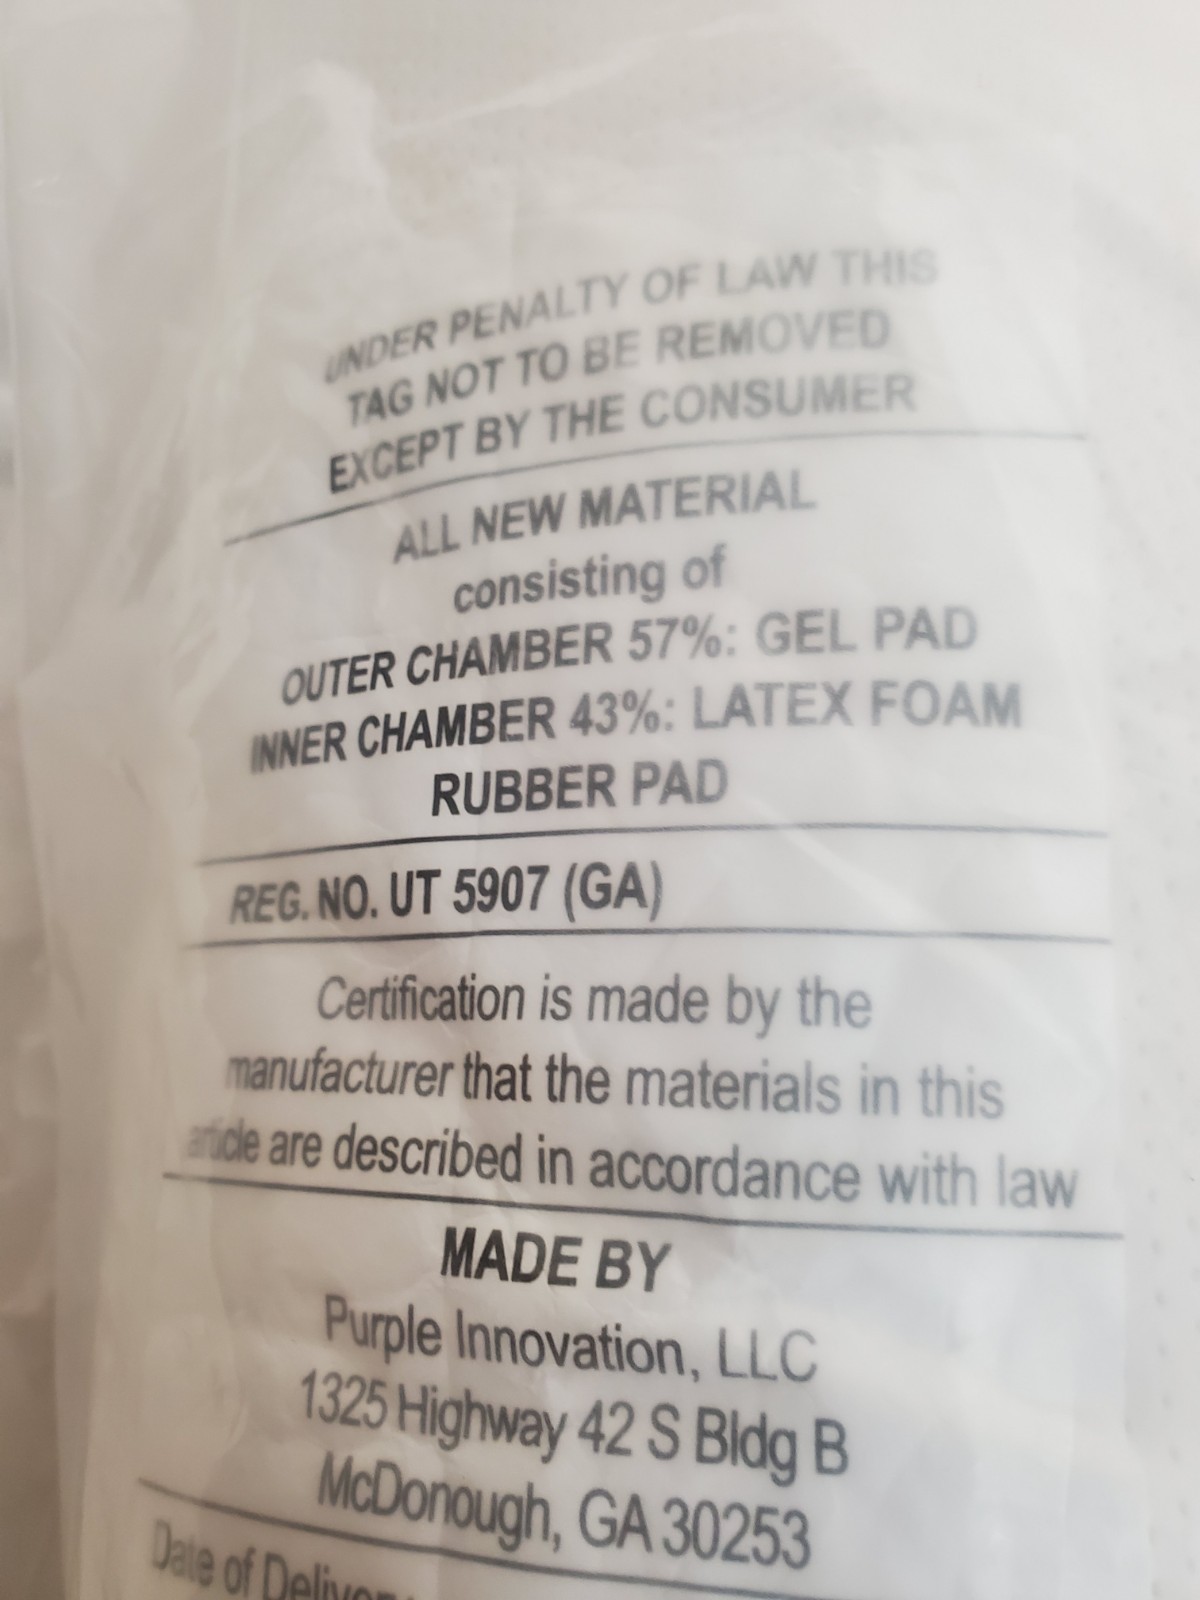 UNDER PENALTY OF LAW THIS
TAG NOT TO BE REMOVED
EXCEPT BY THE CONSUMER
ALL NEW MATERIAL
consisting of
OUTER CHAMBER 57%: GEL PAD
INNER CHAMBER 43%: LATEX FOAM
RUBBER PAD
REG. NO. UT 5907 (GA)
Certification is made by the
manufacturer that the materials in this
article are described in accordance with law
MADE BY
Purple Innovation, LLC
1325 Highway 42 S Bldg B
McDonough, GA 30253
Date of Deliver